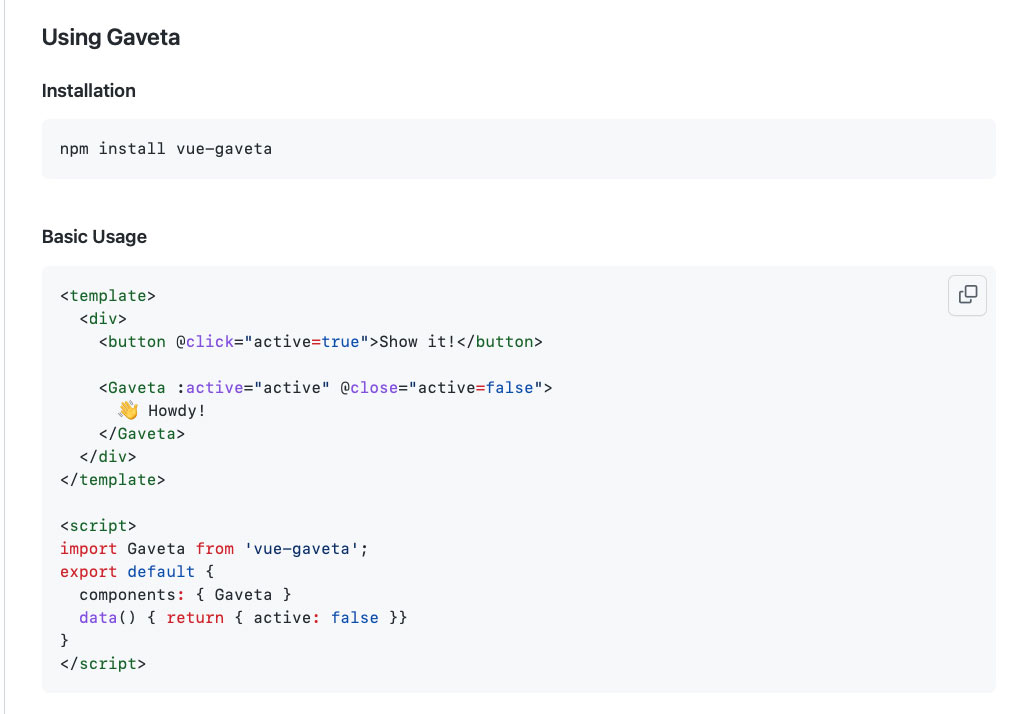 Using Gaveta
Installation
npm install vue-gaveta
Basic Usage
<template>
  <div>
    <button @click="active=true">Show it!</button>

    <Gaveta :active="active" @close="active=false">
      👋 Howdy!
    </Gaveta>
  </div>
</template>

<script>
import Gaveta from 'vue-gaveta';
export default {
  components: { Gaveta }
  data() { return { active: false }}
}
</script>